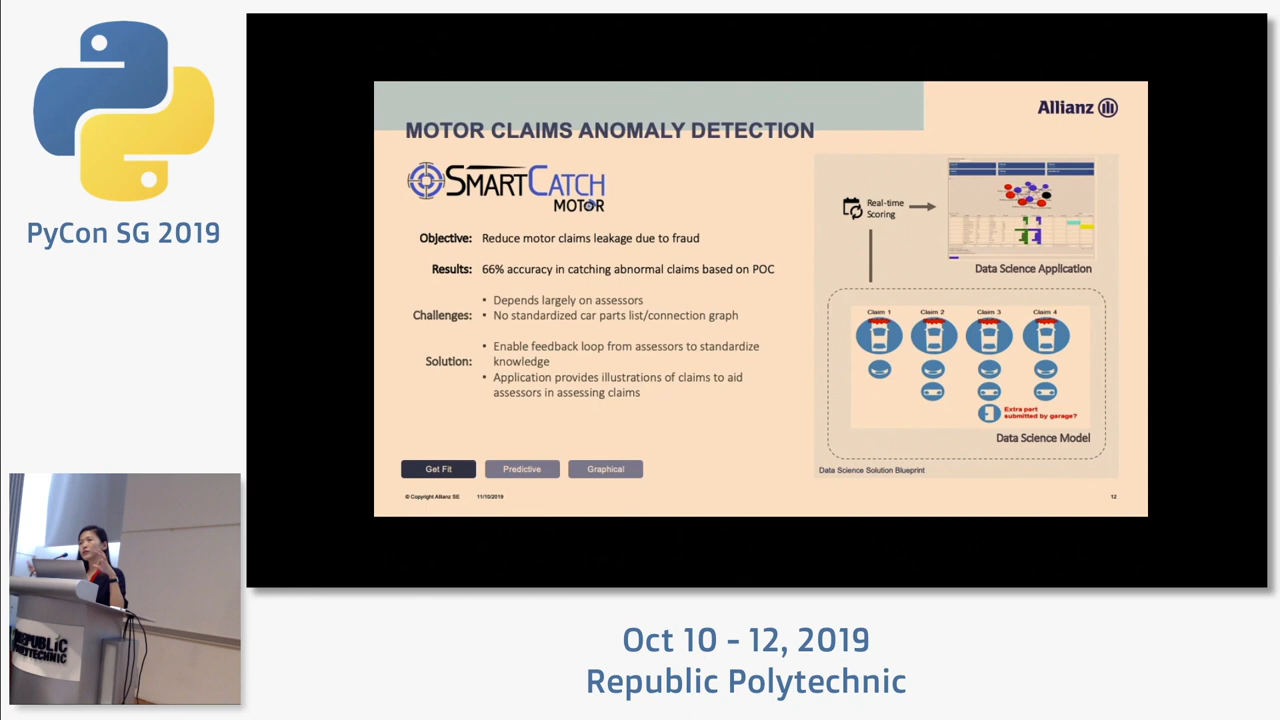 PyCon SG 2019
Allianz
MOTOR CLAIMS ANOMALY DETECTION
SMARTCATCH
MOTOR
Objective: Reduce motor claims leakage due to fraud
Results: 66% accuracy in catching abnormal claims based on POC
Challenges:
• Depends largely on assessors
• No standardized car parts list/connection graph
Solution:
• Enable feedback loop from assessors to standardize
knowledge
• Application provides illustrations of claims to aid
assessors in assessing claims
Get Fit
Predictive
Graphical
© Copyright Allianz SE 11/10/2019
Real-time
Scoring
Data Science Application
Claim 1 Claim 2 Claim 3 Claim 4
Extra part
submitted by garage?
Data Science Model
Data Science Solution Blueprint
12
REPUBLIC
POLYTECHNIC
Oct 10 - 12, 2019
Republic Polytechnic